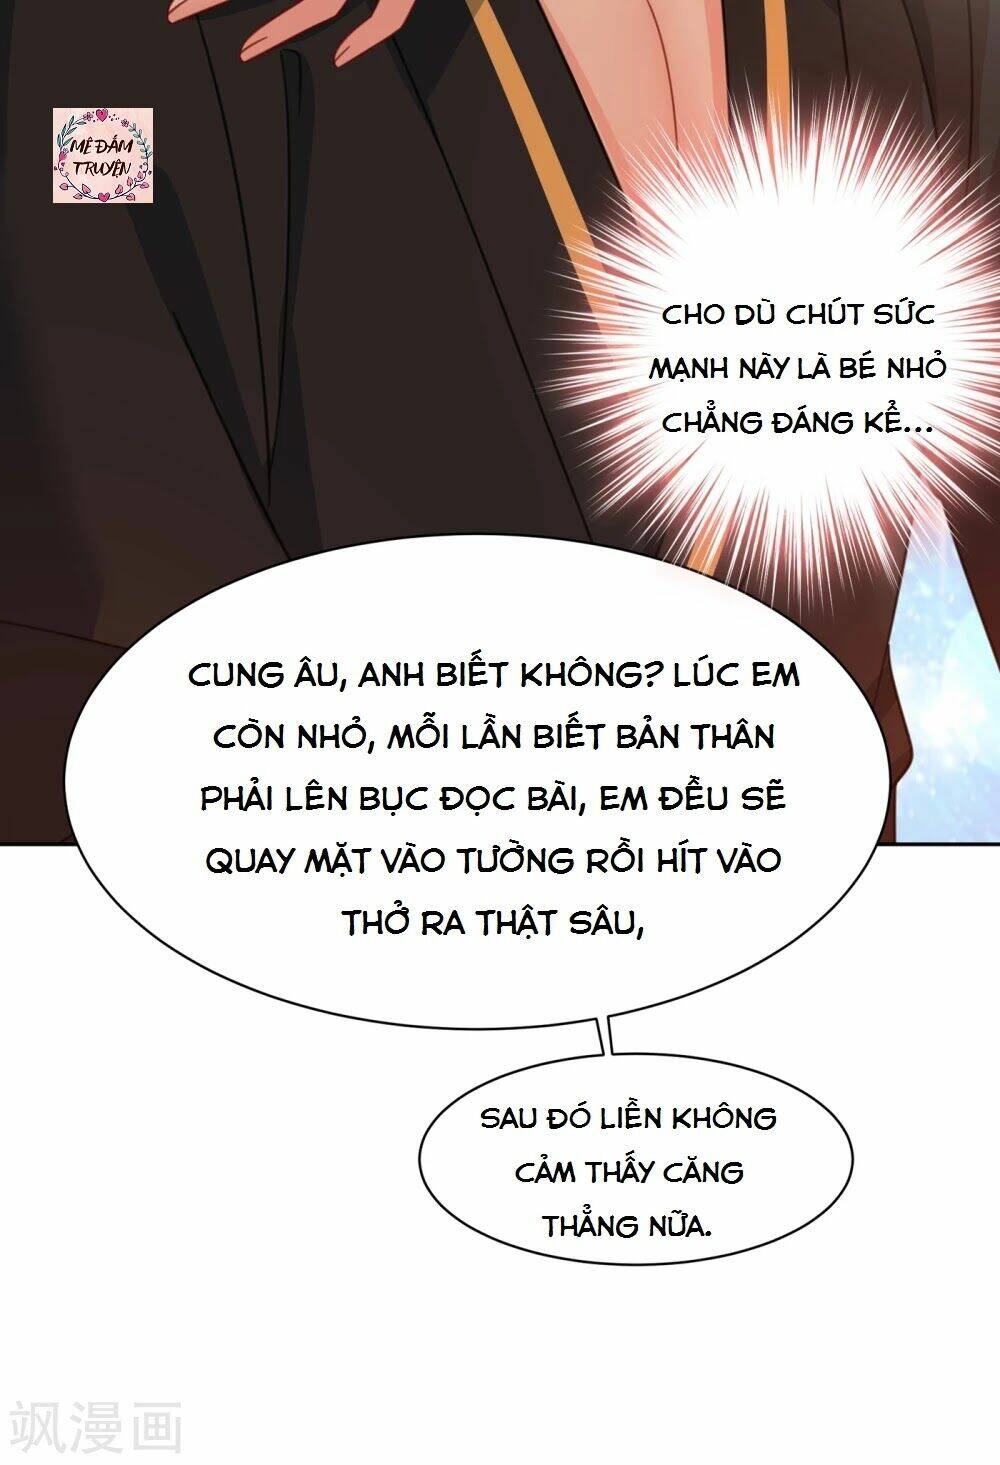 MÊ ĐẮM
TRUYỆN
CHO DÙ CHÚT SỨC
MẠNH NÀY LÀ BÉ NHỎ
CHẲNG ĐÁNG KỂ...
CUNG ÂU, ANH BIẾT KHÔNG? LÚC EM
CÒN NHỎ, MỖI LẦN BIẾT BẢN THÂN
PHẢI LÊN BỤC ĐỌC BÀI, EM ĐỀU SẼ
QUAY MẶT VÀO TƯỜNG RỒI HÍT VÀO
THỞ RA THẬT SÂU,
SAU ĐÓ LIỀN KHÔNG
CẢM THẤY CĂNG
THẲNG NỮA.
飒漫画